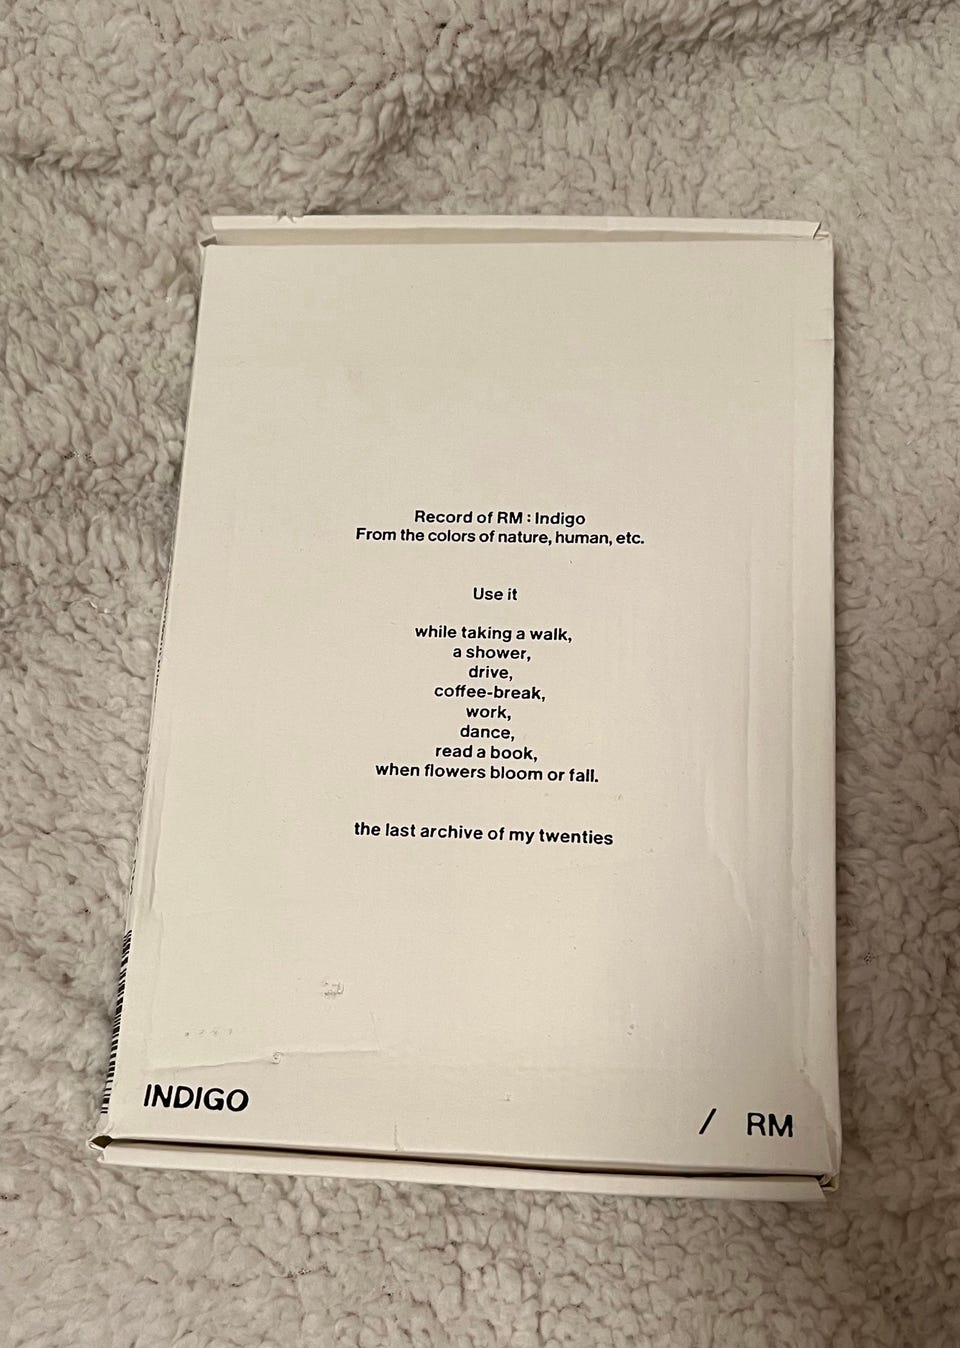 Record of RM : Indigo
From the colors of nature, human, etc.
Use it
while taking a walk,
a shower,
drive,
coffee-break,
work,
dance,
read a book,
when flowers bloom or fall.
the last archive of my twenties
INDIGO
/ RM